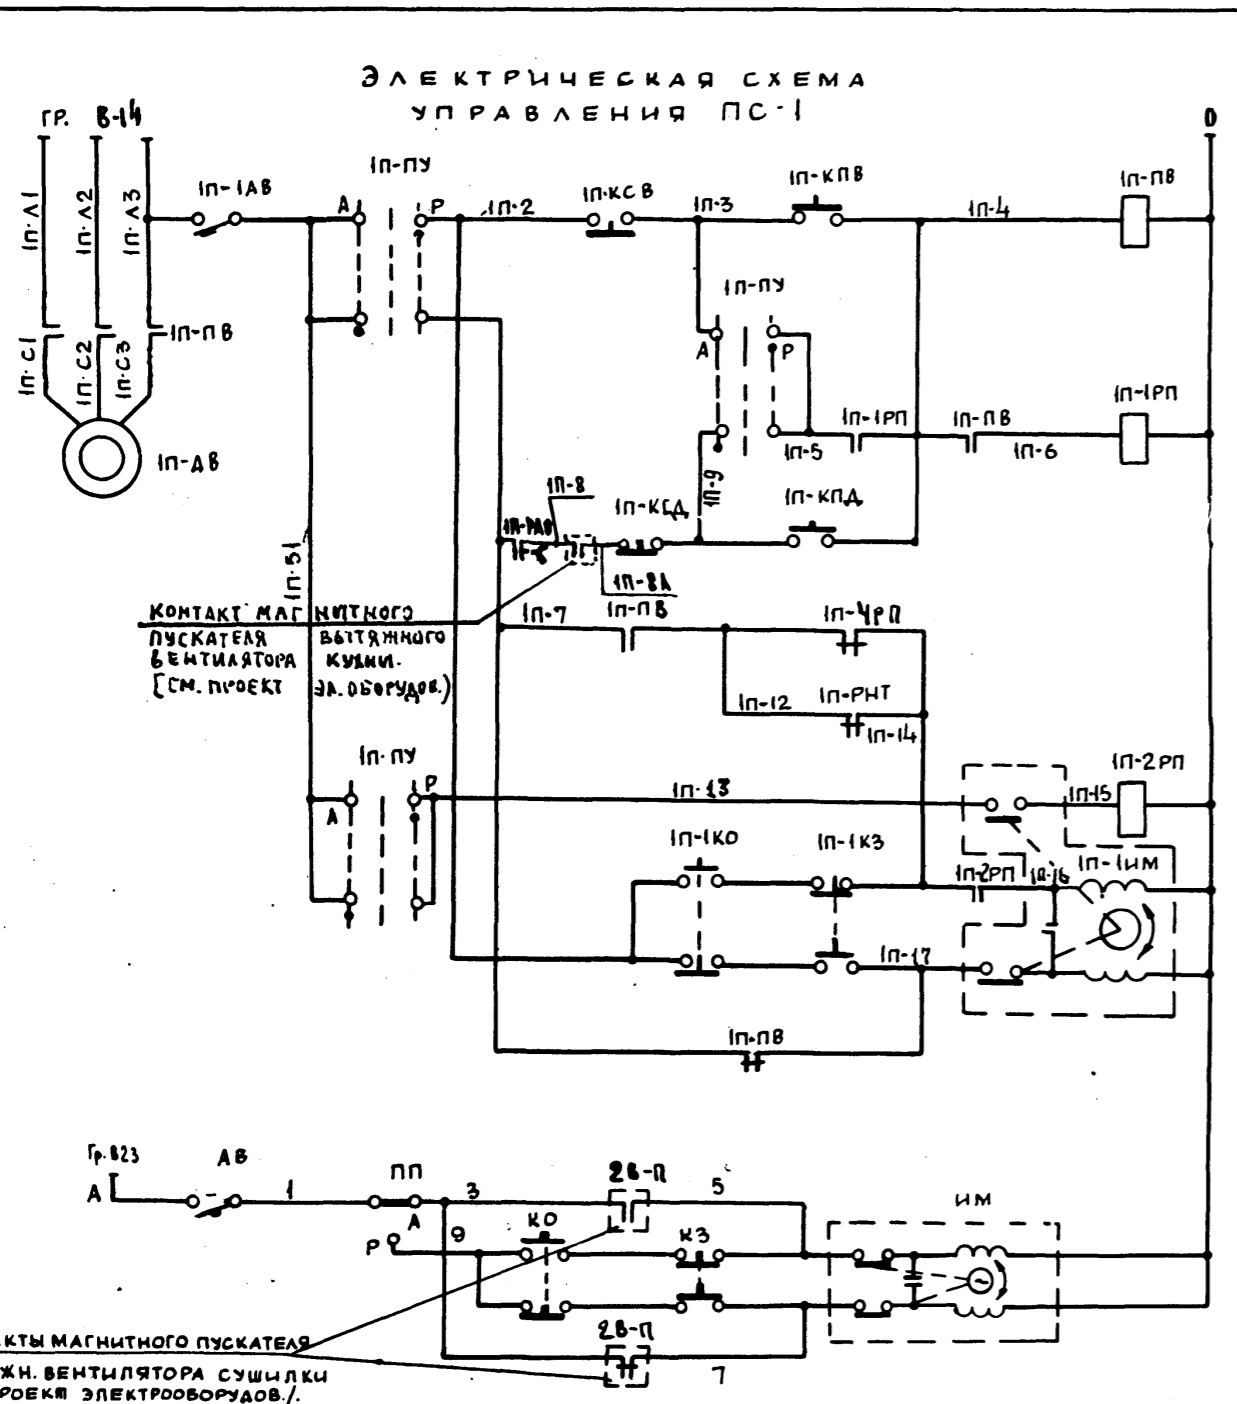 ЭЛЕКТРИЧЕСКАЯ СХЕМА
УПРАВЛЕНИЯ ПС-1
ГР. В-14
0
1П-Л1
1П-Л2
1П-Л3
1П-1АВ
1П-ПУ
А
Р
1П-2
1П-КСВ
1П-3
1П-КПВ
1П-4
1П-ПВ
1П-С1
1П-С2
1П-С3
1П-ПВ
1П-ДВ
1П-ПУ
А
Р
1П-5
1П-1РП
1П-ПВ
1П-6
1П-1РП
1П-9
1П-8
1П-КСД
1П-КПД
1П-8А
1П-51
1П-7
1П-ПВ
1П-4РП
КОНТАКТ МАГНИТНОГО
ПУСКАТЕЛЯ ВЫТЯЖНОГО
ВЕНТИЛЯТОРА КУХНИ.
[СМ. ПРОЕКТ ЭЛ. ОБОРУДОВ.)
1П-12
1П-РНТ
1П-14
1П-ПУ
А
Р
1П-13
1П-15
1П-2РП
1П-1КО
1П-1КЗ
1П-2РП
1П-16
1П-1ИМ
1П-17
1П-ПВ
Гр. В23
А
АВ
1
ПП
А
Р
3
9
2В-П
5
КО
КЗ
ИМ
2В-П
7
КТЫ МАГНИТНОГО ПУСКАТЕЛЯ
ЖН. ВЕНТИЛЯТОРА СУШИЛКИ
РОЕКТ ЭЛЕКТРООБОРУДОВ./.